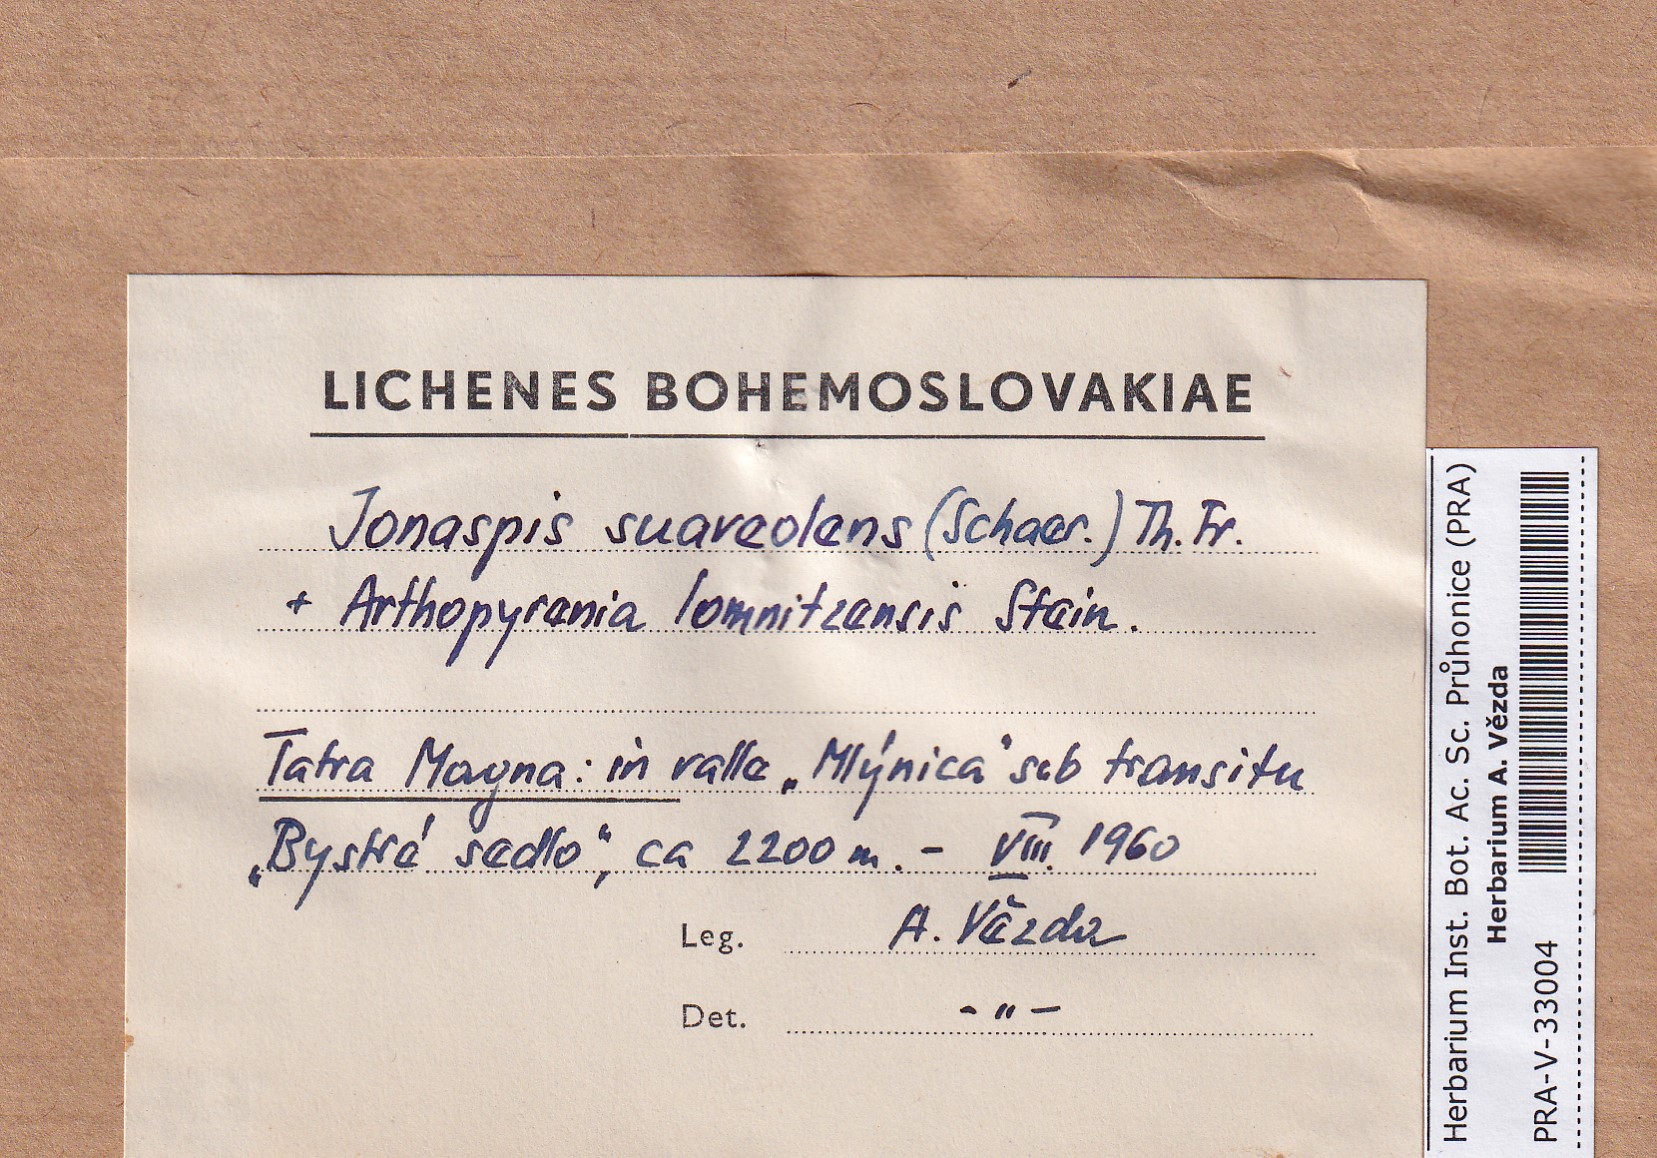 LICHENES BOHEMOSLOVAKIAE
Jonaspis suaveolens (Schaer.) Th. Fr.
+ Arthopyrenia lomnitzensis Stein.
Tatra Magna: in valle „Mlýnica“ sub transitu
„Bystré sedlo“, ca 2200 m. – VIII. 1960
Leg. A. Vězda
Det. - „ -
Herbarium Inst. Bot. Ac. Sc. Průhonice (PRA)
Herbarium A. Vězda
PRA-V-33004